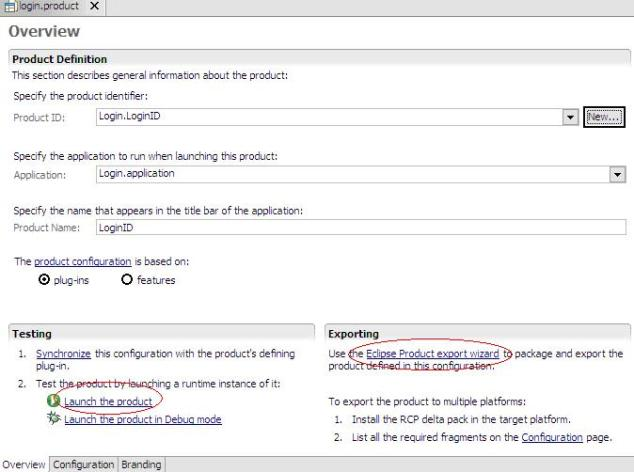 login.product
Overview
Product Definition
This section describes general information about the product:
Specify the product identifier:
Product ID: Login.LoginID New...
Specify the application to run when launching this product:
Application: Login.application
Specify the name that appears in the title bar of the application:
Product Name: LoginID
The product configuration is based on:
plug-ins features
Testing
1. Synchronize this configuration with the product's defining
plug-in.
2. Test the product by launching a runtime instance of it:
Launch the product
Launch the product in Debug mode
Exporting
Use the Eclipse Product export wizard to package and export the
product defined in this configuration.
To export the product to multiple platforms:
1. Install the RCP delta pack in the target platform.
2. List all the required fragments on the Configuration page.
Overview Configuration Branding